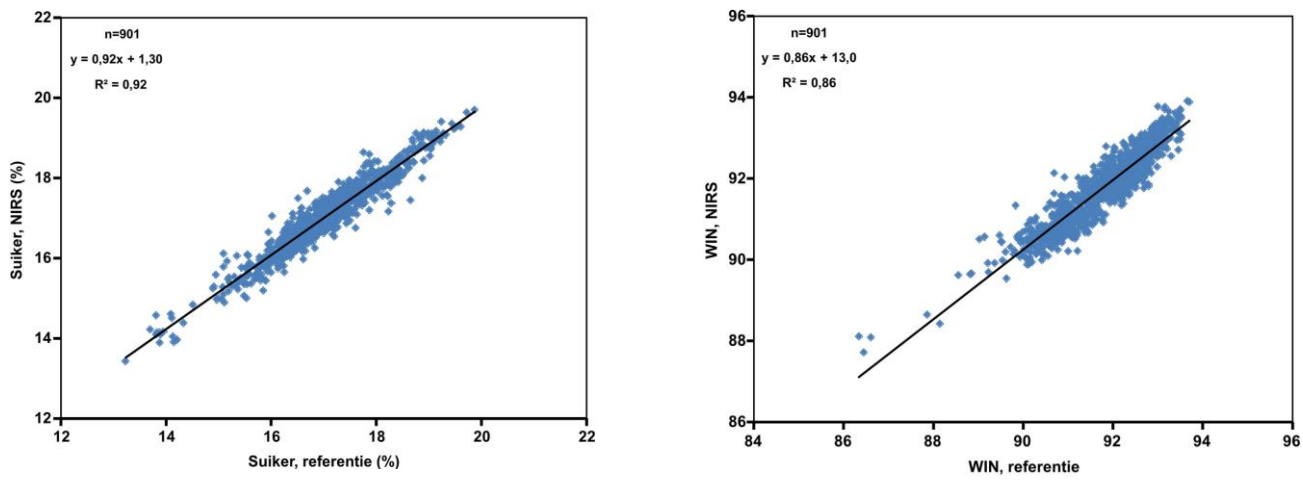 22
20
18
16
14
12
Suiker, NIRS (%)
n=901
y = 0,92x + 1,30
R² = 0,92
12 14 16 18 20 22
Suiker, referentie (%)
96
94
92
90
88
86
WIN, NIRS
n=901
y = 0,86x + 13,0
R² = 0,86
84 86 88 90 92 94 96
WIN, referentie